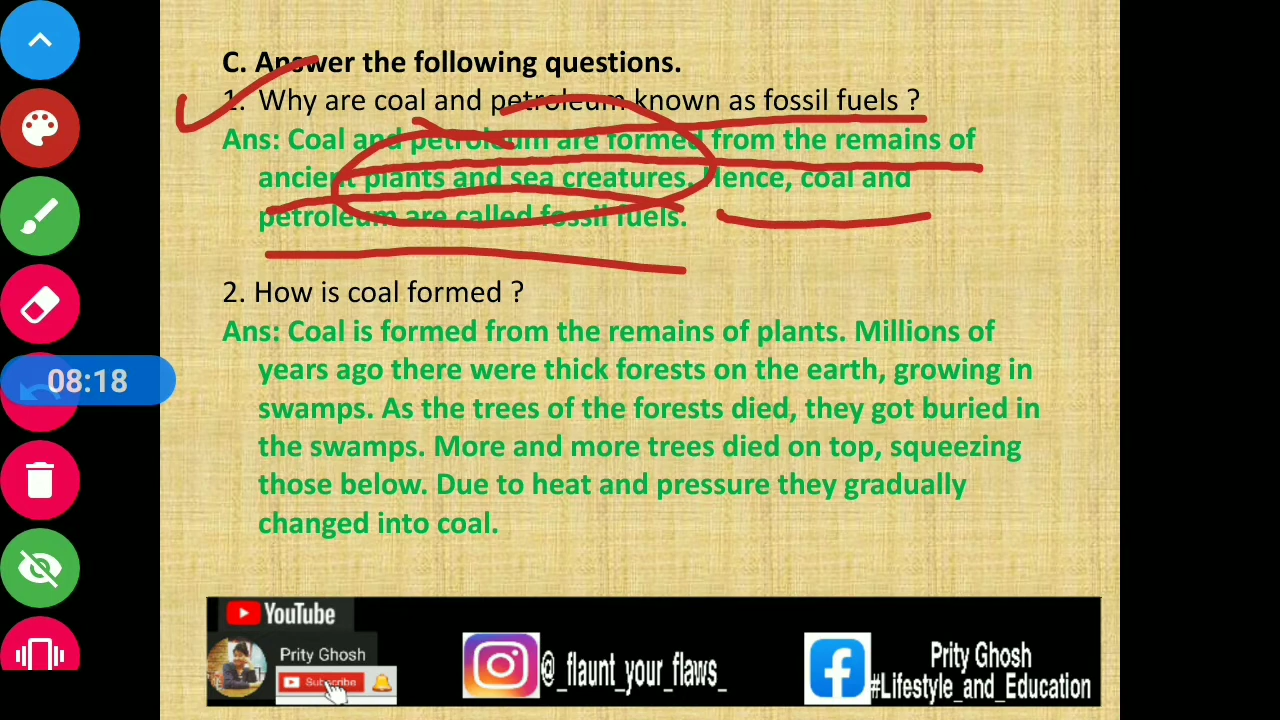 C. Answer the following questions.
1. Why are coal and petroleum known as fossil fuels ?
Ans: Coal and petroleum are formed from the remains of
ancient plants and sea creatures. Hence, coal and
petroleum are called fossil fuels.
2. How is coal formed ?
Ans: Coal is formed from the remains of plants. Millions of
years ago there were thick forests on the earth, growing in
swamps. As the trees of the forests died, they got buried in
the swamps. More and more trees died on top, squeezing
those below. Due to heat and pressure they gradually
changed into coal.
08:18
YouTube
Prity Ghosh
Subscribe
@_flaunt_your_flaws_
Prity Ghosh
#Lifestyle_and_Education